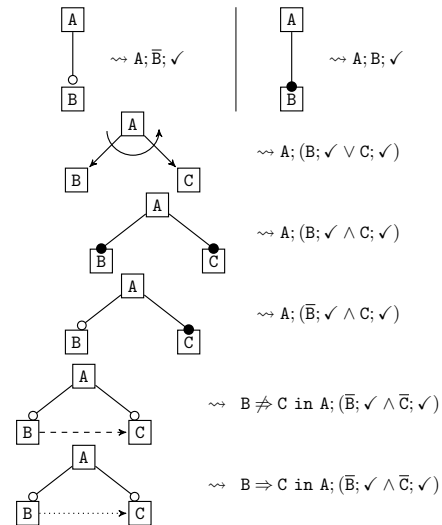 A A
⇝ A; B̅; ✓ ⇝ A; B; ✓
B B
A
⇝ A; (B; ✓ ∨ C; ✓)
B C
A
⇝ A; (B; ✓ ∧ C; ✓)
B C
A
⇝ A; (B̅; ✓ ∧ C; ✓)
B C
A
⇝ B ⇏ C in A; (B̅; ✓ ∧ C̅; ✓)
B C
A
⇝ B ⇒ C in A; (B̅; ✓ ∧ C̅; ✓)
B C